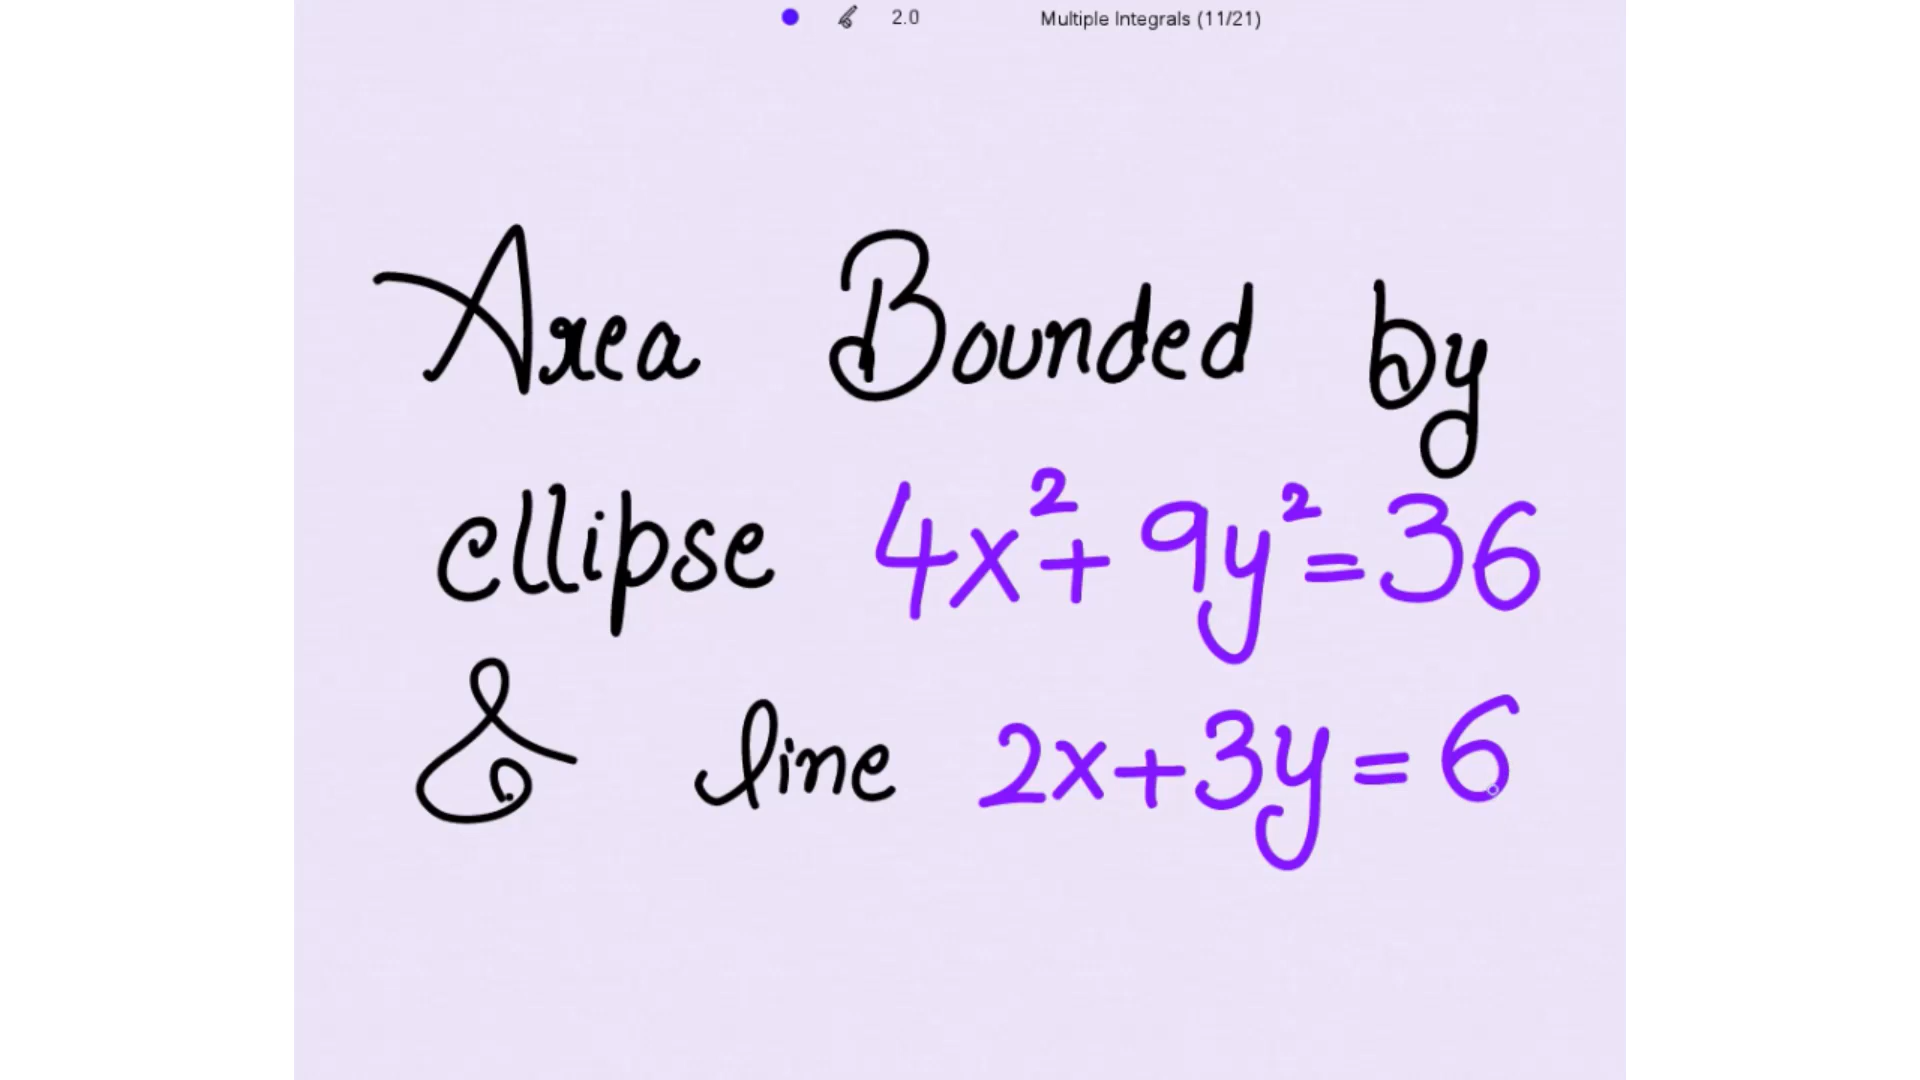 2.0 Multiple Integrals (11/21)
Area Bounded by
ellipse 4x²+ 9y²=36
& line 2x+3y=6